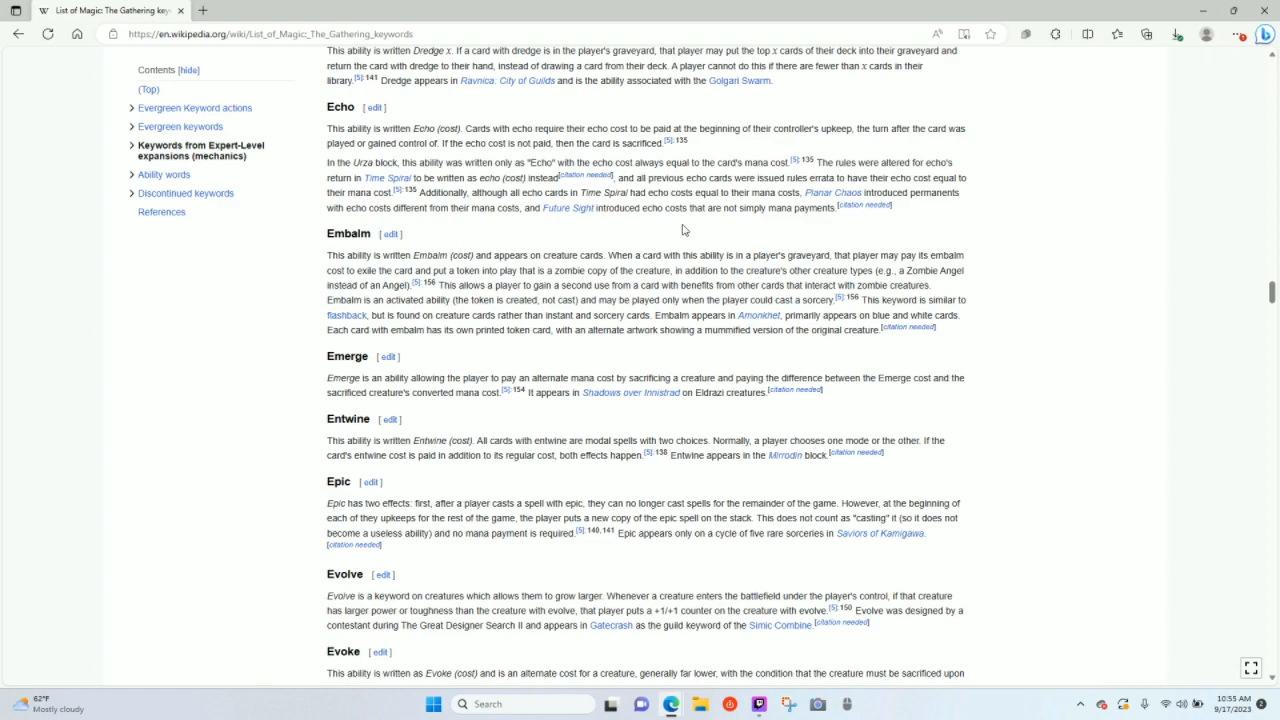 List of Magic: The Gathering key
https://en.wikipedia.org/wiki/List_of_Magic:_The_Gathering_keywords
Contents [hide]
(Top)
Evergreen Keyword actions
Evergreen keywords
Keywords from Expert-Level
expansions (mechanics)
Ability words
Discontinued keywords
References
This ability is written Dredge x. If a card with dredge is in the player's graveyard, that player may put the top x cards of their deck into their graveyard and
return the card with dredge to their hand, instead of drawing a card from their deck. A player cannot do this if there are fewer than x cards in their
library.[5]:141 Dredge appears in Ravnica: City of Guilds and is the ability associated with the Golgari Swarm.
Echo [edit]
This ability is written Echo (cost). Cards with echo require their echo cost to be paid at the beginning of their controller's upkeep, the turn after the card was
played or gained control of. If the echo cost is not paid, then the card is sacrificed.[5]:135
In the Urza block, this ability was written only as "Echo" with the echo cost always equal to the card's mana cost.[5]:135 The rules were altered for echo's
return in Time Spiral to be written as echo (cost) instead[citation needed], and all previous echo cards were issued rules errata to have their echo cost equal to
their mana cost.[5]:135 Additionally, although all echo cards in Time Spiral had echo costs equal to their mana costs, Planar Chaos introduced permanents
with echo costs different from their mana costs, and Future Sight introduced echo costs that are not simply mana payments.[citation needed]
Embalm [edit]
This ability is written Embalm (cost) and appears on creature cards. When a card with this ability is in a player's graveyard, that player may pay its embalm
cost to exile the card and put a token into play that is a zombie copy of the creature, in addition to the creature's other creature types (e.g., a Zombie Angel
instead of an Angel).[5]:156 This allows a player to gain a second use from a card with benefits from other cards that interact with zombie creatures.
Embalm is an activated ability (the token is created, not cast) and may be played only when the player could cast a sorcery.[5]:156 This keyword is similar to
flashback, but is found on creature cards rather than instant and sorcery cards. Embalm appears in Amonkhet, primarily appears on blue and white cards.
Each card with embalm has its own printed token card, with an alternate artwork showing a mummified version of the original creature.[citation needed]
Emerge [edit]
Emerge is an ability allowing the player to pay an alternate mana cost by sacrificing a creature and paying the difference between the Emerge cost and the
sacrificed creature's converted mana cost.[5]:154 It appears in Shadows over Innistrad on Eldrazi creatures.[citation needed]
Entwine [edit]
This ability is written Entwine (cost). All cards with entwine are modal spells with two choices. Normally, a player chooses one mode or the other. If the
card's entwine cost is paid in addition to its regular cost, both effects happen.[5]:138 Entwine appears in the Mirrodin block.[citation needed]
Epic [edit]
Epic has two effects: first, after a player casts a spell with epic, they can no longer cast spells for the remainder of the game. However, at the beginning of
each of they upkeeps for the rest of the game, the player puts a new copy of the epic spell on the stack. This does not count as "casting" it (so it does not
become a useless ability) and no mana payment is required.[5]:140,141 Epic appears only on a cycle of five rare sorceries in Saviors of Kamigawa.
[citation needed]
Evolve [edit]
Evolve is a keyword on creatures which allows them to grow larger. Whenever a creature enters the battlefield under the player's control, if that creature
has larger power or toughness than the creature with evolve, that player puts a +1/+1 counter on the creature with evolve.[5]:150 Evolve was designed by a
contestant during The Great Designer Search II and appears in Gatecrash as the guild keyword of the Simic Combine.[citation needed]
Evoke [edit]
This ability is written as Evoke (cost) and is an alternate cost for a creature, generally far lower, with the condition that the creature must be sacrificed upon
62°F
Mostly cloudy
Search
10:55 AM
9/17/2023